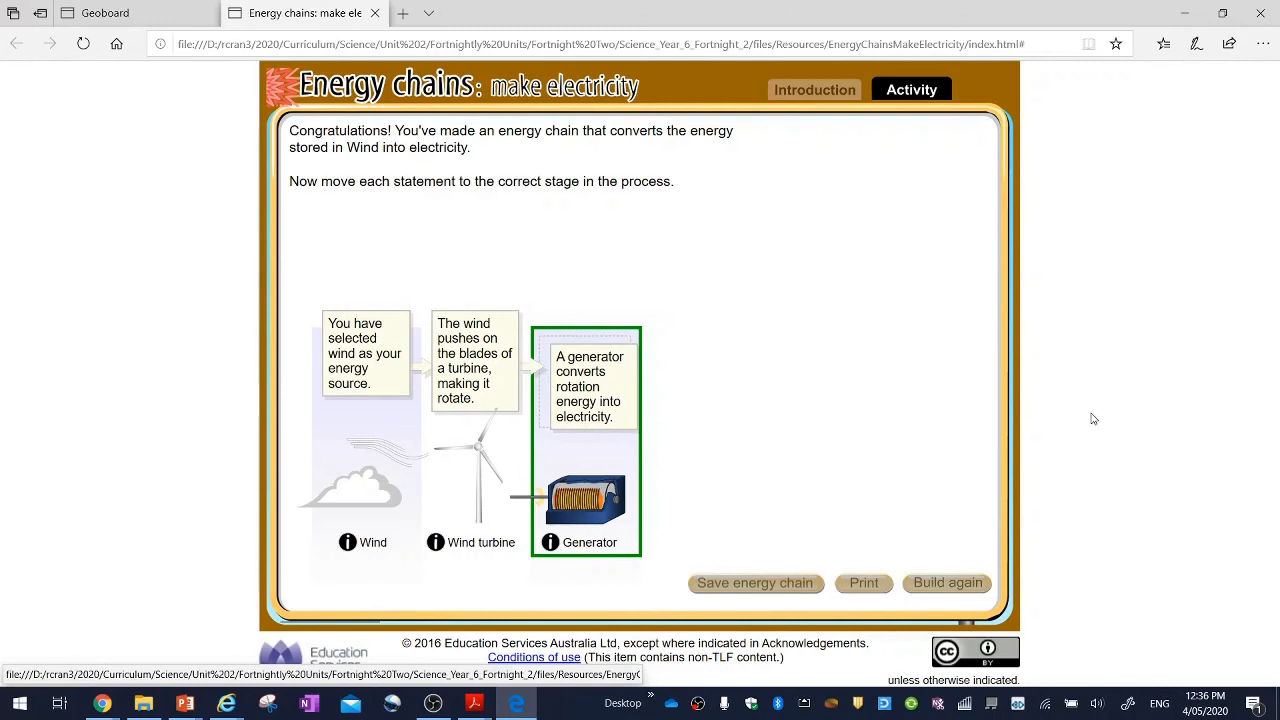 Geoboard
Energy chains: make ele
file:///D:/rcran3/2020/Curriculum/Science/Unit%202/Fortnightly%20Units/Fortnight%20Two/Science_Year_6_Fortnight_2/files/Resources/EnergyChainsMakeElectricity/index.html#
Energy chains: make electricity
Introduction
Activity
Congratulations! You've made an energy chain that converts the energy
stored in Wind into electricity.
Now move each statement to the correct stage in the process.
You have
selected
wind as your
energy
source.
The wind
pushes on
the blades of
a turbine,
making it
rotate.
A generator
converts
rotation
energy into
electricity.
i Wind
i Wind turbine
i Generator
Save energy chain
Print
Build again
Education
© 2016 Education Services Australia Ltd, except where indicated in Acknowledgements.
Conditions of use (This item contains non-TLF content.)
cc
BY
unless otherwise indicated.
file:///D:/rcran3/2020/Curriculum/Science/Unit%202/Fortnightly%20Units/Fortnight%20Two/Science_Year_6_Fortnight_2/files/Resources/EnergyC
Desktop
ENG
12:36 PM
4/05/2020